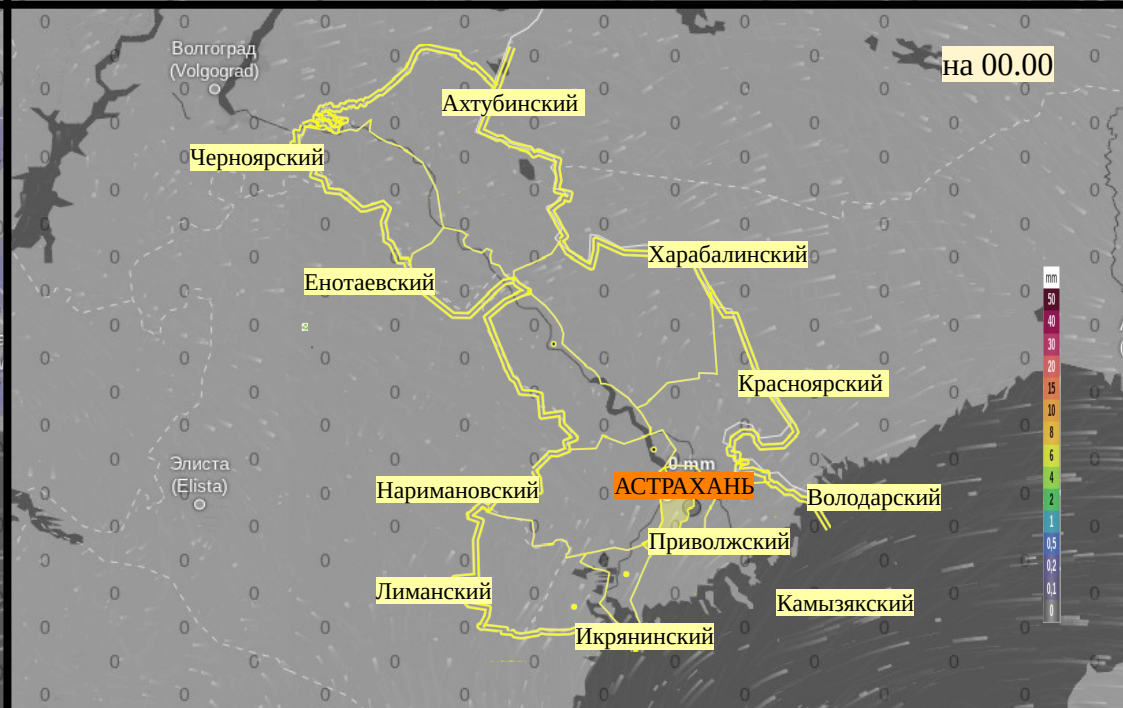 Волгоград
(Volgograd)
на 00.00
Ахтубинский
Черноярский
Харабалинский
Енотаевский
mm
50
40
30
20
15
10
8
6
4
2
1
0,5
0,2
0,1
0
Красноярский
Элиста
(Elista)
0 mm
АСТРАХАНЬ
Наримановский
Володарский
Приволжский
Лиманский
Камызякский
Икрянинский